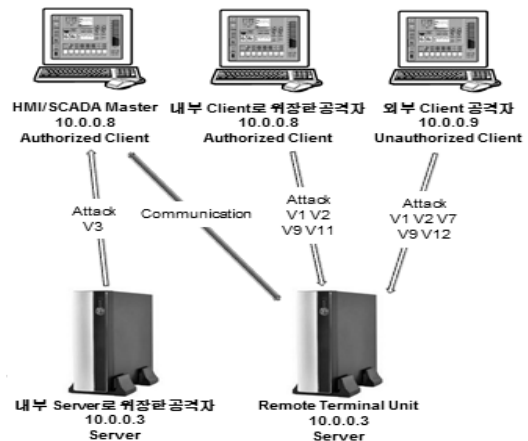 HMI/SCADA Master
10.0.0.8
Authorized Client
내부 Client로 위장한 공격자
10.0.0.8
Authorized Client
외부 Client 공격자
10.0.0.9
Unauthorized Client
Attack
V3
Communication
Attack
V1 V2
V9 V11
Attack
V1 V2 V7
V9 V12
내부 Server로 위장한 공격자
10.0.0.3
Server
Remote Terminal Unit
10.0.0.3
Server